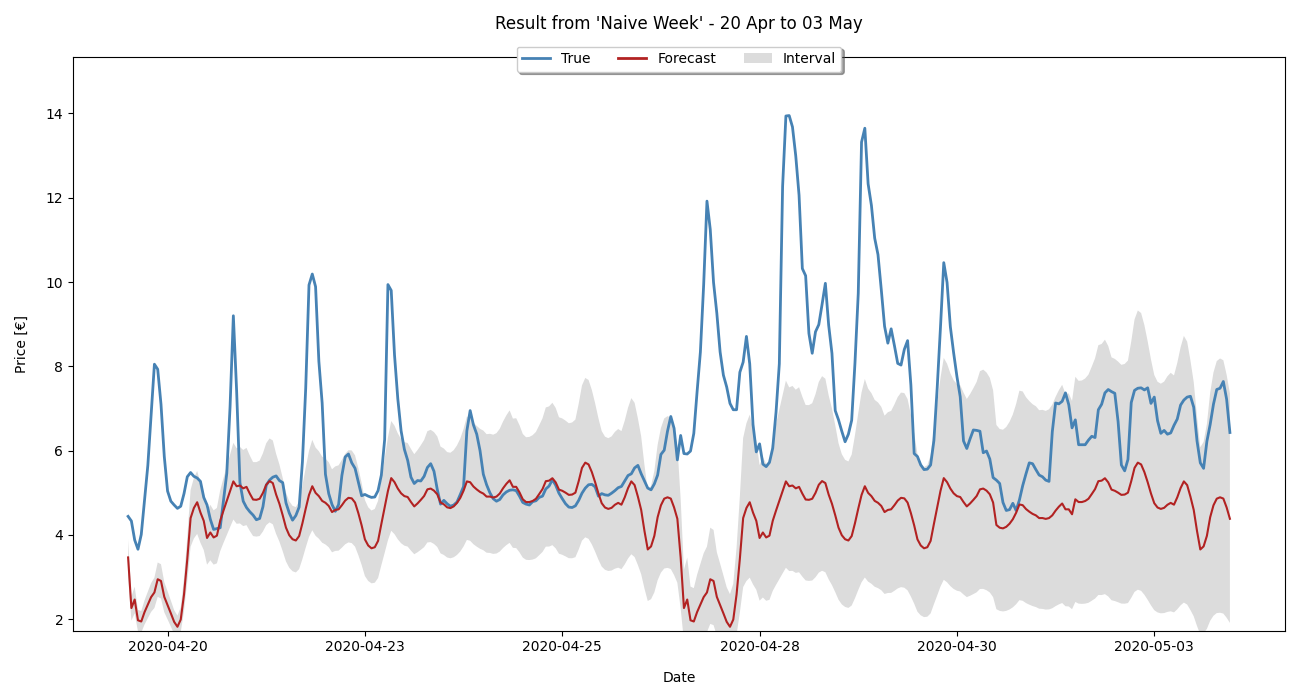 Result from 'Naive Week' - 20 Apr to 03 May
True Forecast Interval
Price [€]
14
12
10
8
6
4
2
2020-04-20 2020-04-23 2020-04-25 2020-04-28 2020-04-30 2020-05-03
Date